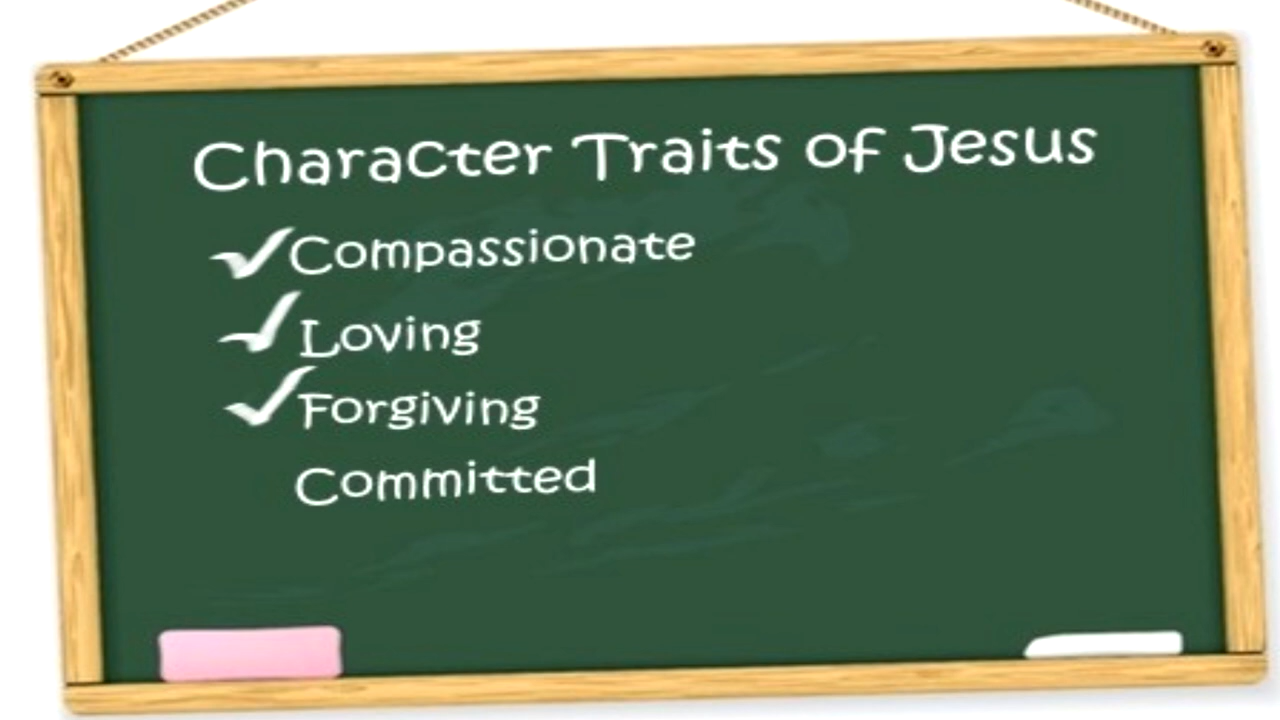 Character Traits of Jesus
✓ Compassionate
✓ Loving
✓ Forgiving
Committed